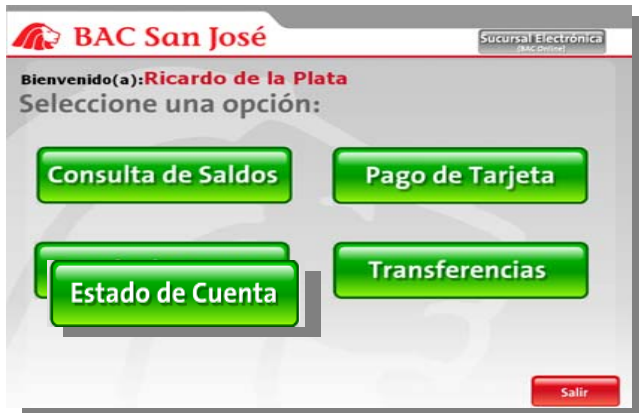 BAC San José
Sucursal Electrónica
(BAC Online)
Bienvenido(a):Ricardo de la Plata
Seleccione una opción:
Consulta de Saldos
Pago de Tarjeta
Estado de Cuenta
Transferencias
Salir